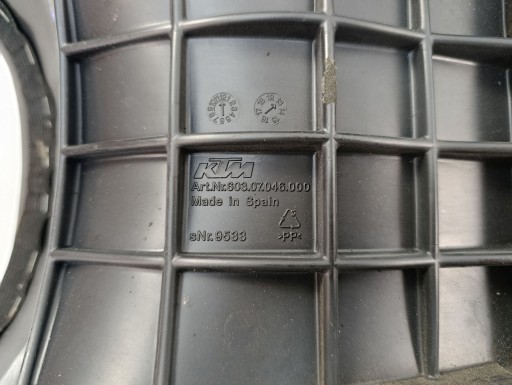 KTM
Art.Nr.603.07.046.000
Made in Spain
sNr.9533
>PP<